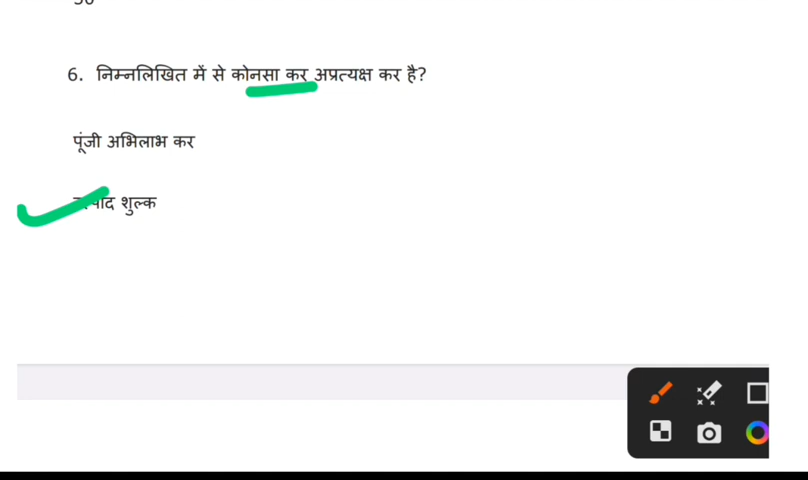 6. निम्नलिखित में से कोनसा कर अप्रत्यक्ष कर है?
पूंजी अभिलाभ कर
शुल्क